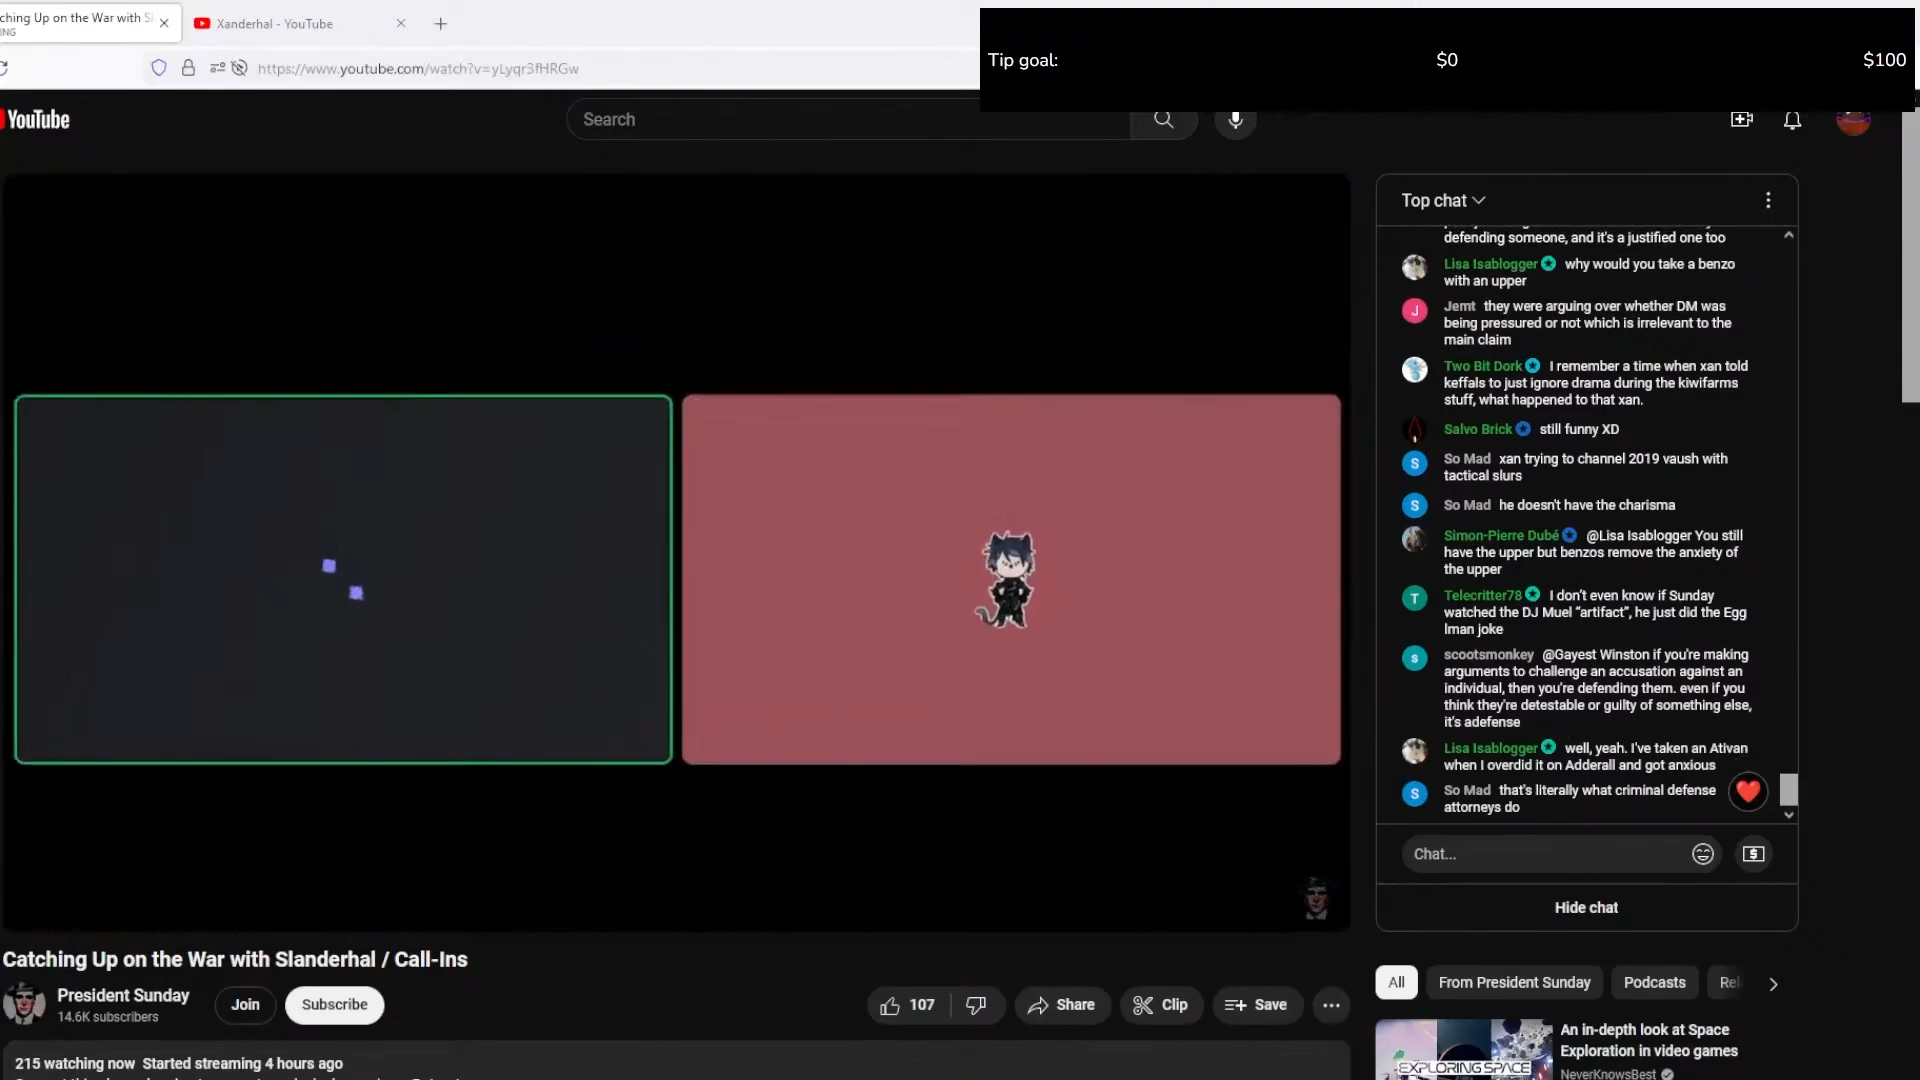 ching Up on the War with S
ING
Xanderhal - YouTube
https://www.youtube.com/watch?v=yLyqr3fHRGw
Tip goal: $0 $100
YouTube
Search
Top chat
defending someone, and it's a justified one too
Lisa Isablogger why would you take a benzo
with an upper
J
Jemt they were arguing over whether DM was
being pressured or not which is irrelevant to the
main claim
Two Bit Dork I remember a time when xan told
keffals to just ignore drama during the kiwifarms
stuff, what happened to that xan.
Salvo Brick still funny XD
S
So Mad xan trying to channel 2019 vaush with
tactical slurs
S
So Mad he doesn't have the charisma
Simon-Pierre Dubé @Lisa Isablogger You still
have the upper but benzos remove the anxiety of
the upper
T
Telecritter78 I don't even know if Sunday
watched the DJ Muel “artifact”, he just did the Egg
Iman joke
s
scootsmonkey @Gayest Winston if you're making
arguments to challenge an accusation against an
individual, then you're defending them. even if you
think they're detestable or guilty of something else,
it's adefense
Lisa Isablogger well, yeah. I've taken an Ativan
when I overdid it on Adderall and got anxious
S
So Mad that's literally what criminal defense
attorneys do
Chat...
Hide chat
Catching Up on the War with Slanderhal / Call-Ins
President Sunday
14.6K subscribers
Join
Subscribe
107
Share
Clip
Save
215 watching now Started streaming 4 hours ago
All
From President Sunday
Podcasts
Rel
EXPLORING SPACE
An in-depth look at Space
Exploration in video games
NeverKnowsBest